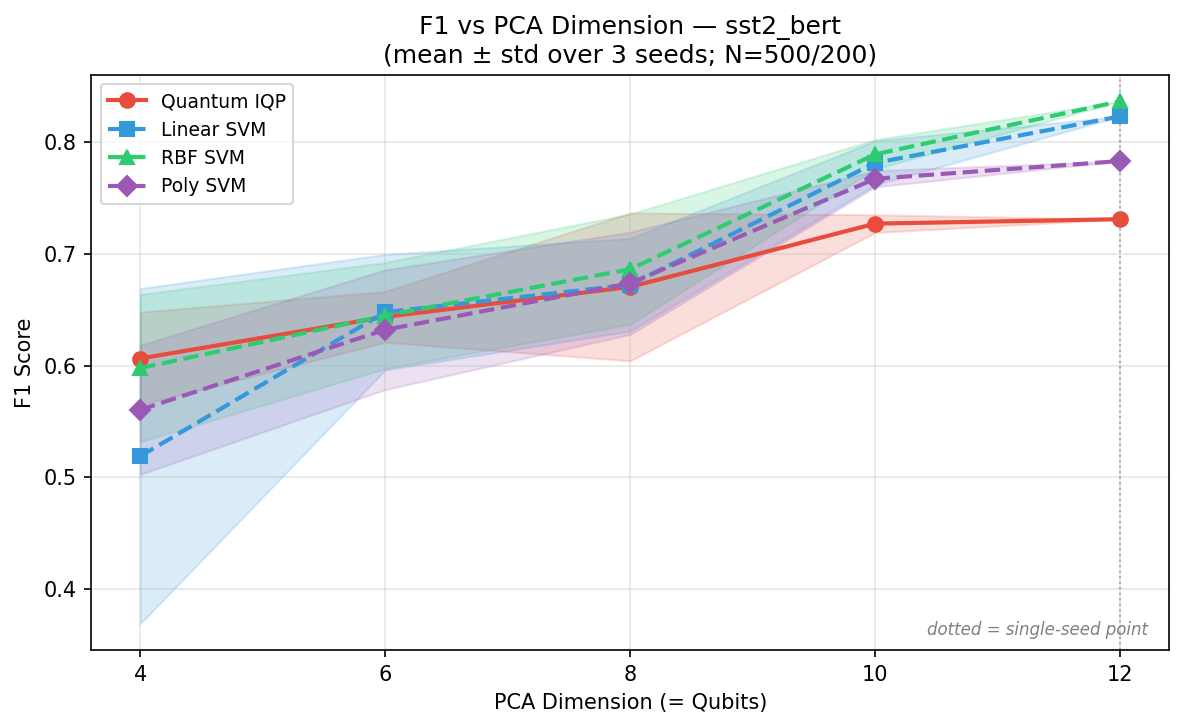 F1 vs PCA Dimension — sst2_bert
(mean ± std over 3 seeds; N=500/200)
Quantum IQP
Linear SVM
RBF SVM
Poly SVM
F1 Score
0.8
0.7
0.6
0.5
0.4
dotted = single-seed point
4
6
8
10
12
PCA Dimension (= Qubits)